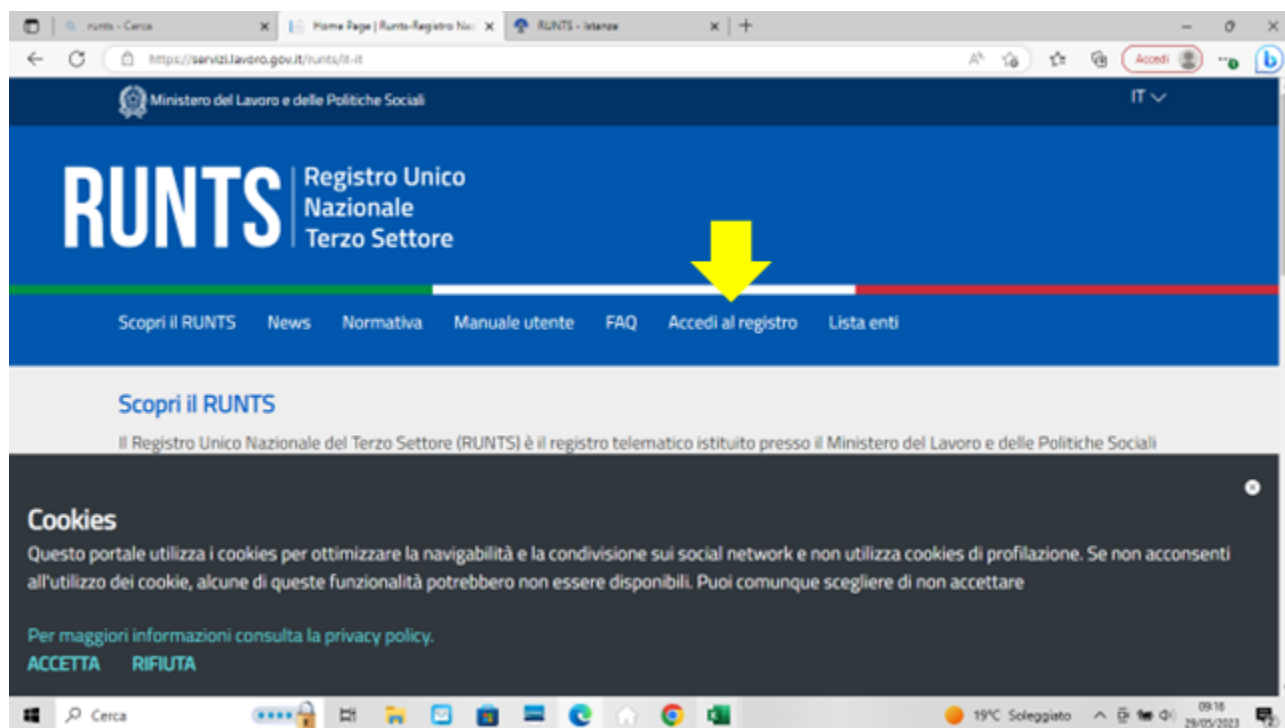 runts - Cerca
Home Page | Runts-Registro Naz
RUNTS - Istanze
https://servizi.lavoro.gov.it/runts/it-it
Accedi
Ministero del Lavoro e delle Politiche Sociali
IT
RUNTS
Registro Unico
Nazionale
Terzo Settore
Scopri il RUNTS News Normativa Manuale utente FAQ Accedi al registro Lista enti
Scopri il RUNTS
Il Registro Unico Nazionale del Terzo Settore (RUNTS) è il registro telematico istituito presso il Ministero del Lavoro e delle Politiche Sociali
Cookies
Questo portale utilizza i cookies per ottimizzare la navigabilità e la condivisione sui social network e non utilizza cookies di profilazione. Se non acconsenti
all'utilizzo dei cookie, alcune di queste funzionalità potrebbero non essere disponibili. Puoi comunque scegliere di non accettare
Per maggiori informazioni consulta la privacy policy.
ACCETTA RIFIUTA
Cerca
19°C Soleggiato
09:16
29/05/2023